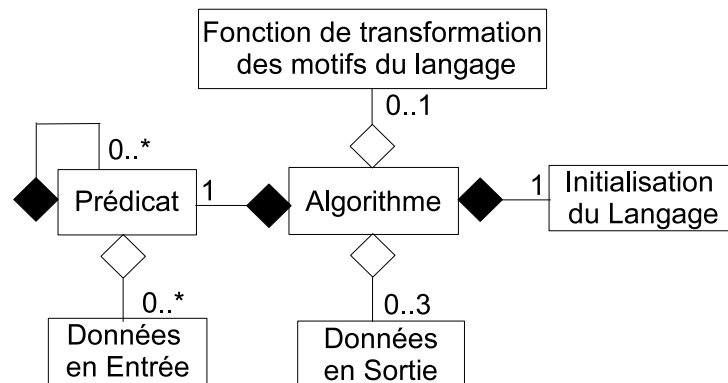 Fonction de transformation
des motifs du langage
0..1
0..*
Prédicat
1
Algorithme
1
Initialisation
du Langage
0..*
0..3
Données
en Entrée
Données
en Sortie